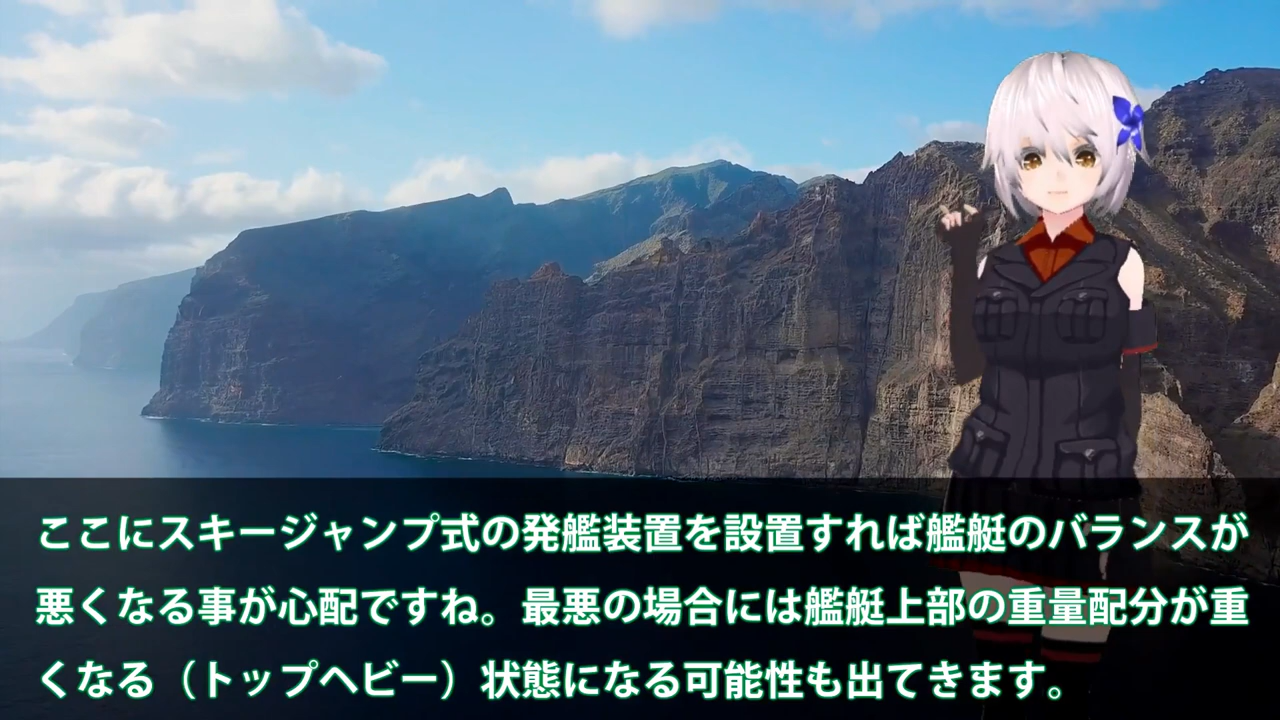 ここにスキージャンプ式の発艦装置を設置すれば艦艇のバランスが
悪くなる事が心配ですね。最悪の場合には艦艇上部の重量配分が重
くなる（トップヘビー）状態になる可能性も出てきます。